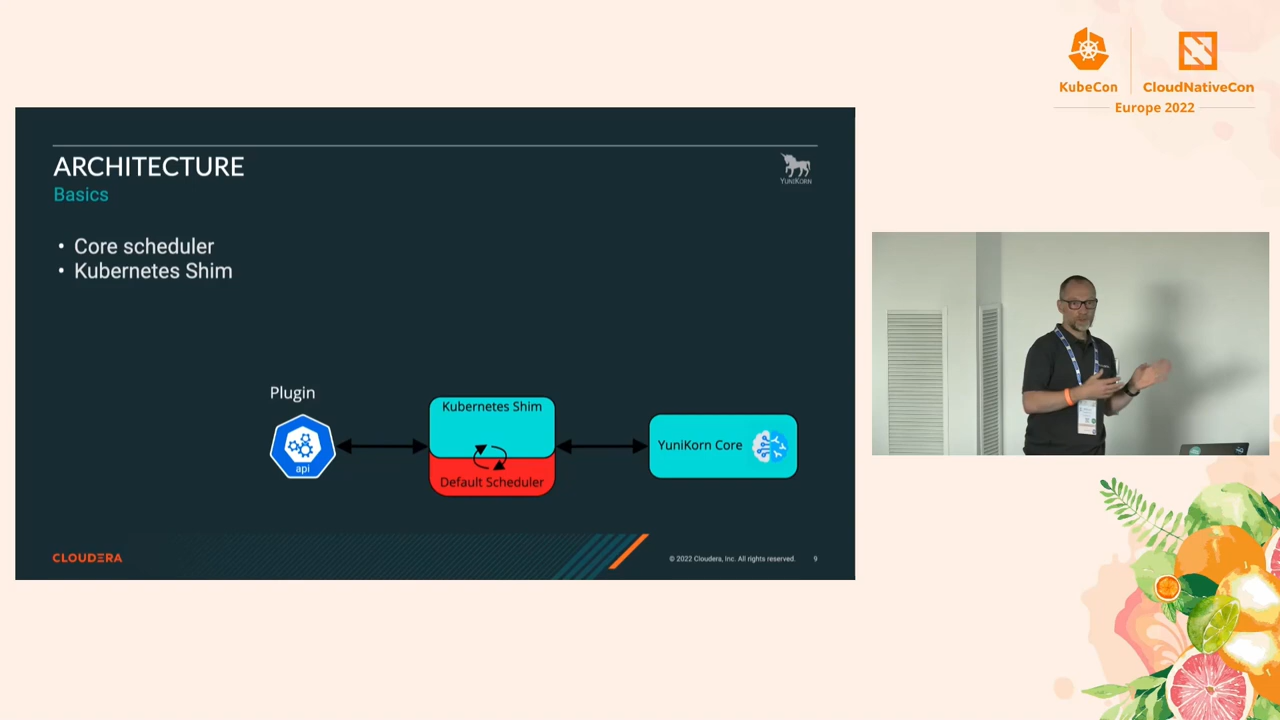 KubeCon
CloudNativeCon
Europe 2022
ARCHITECTURE
Basics
YUNIKORN
• Core scheduler
• Kubernetes Shim
Plugin
api
Kubernetes Shim
Default Scheduler
YuniKorn Core
CLOUDERA
© 2022 Cloudera, Inc. All rights reserved.
9